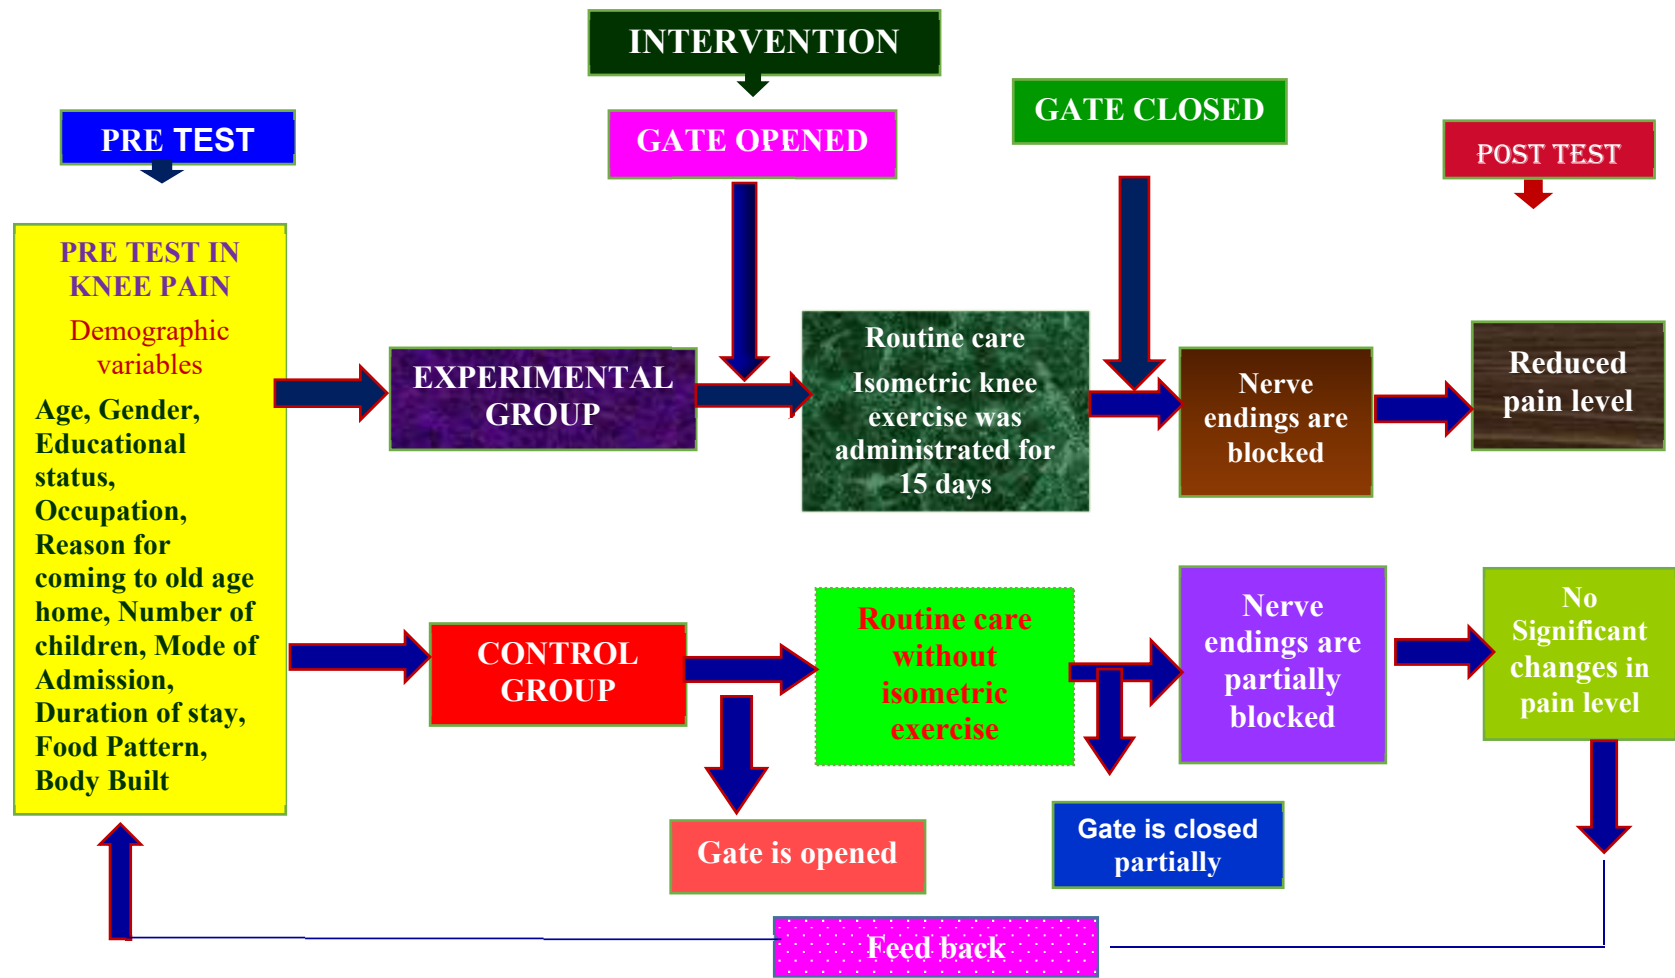 INTERVENTION
PRE TEST
GATE OPENED
GATE CLOSED
POST TEST
PRE TEST IN
KNEE PAIN
Demographic
variables
Age, Gender,
Educational
status,
Occupation,
Reason for
coming to old age
home, Number of
children, Mode of
Admission,
Duration of stay,
Food Pattern,
Body Built
EXPERIMENTAL
GROUP
Routine care
Isometric knee
exercise was
administrated for
15 days
Nerve
endings are
blocked
Reduced
pain level
CONTROL
GROUP
Routine care
without
isometric
exercise
Nerve
endings are
partially
blocked
No
Significant
changes in
pain level
Gate is opened
Gate is closed
partially
Feed back